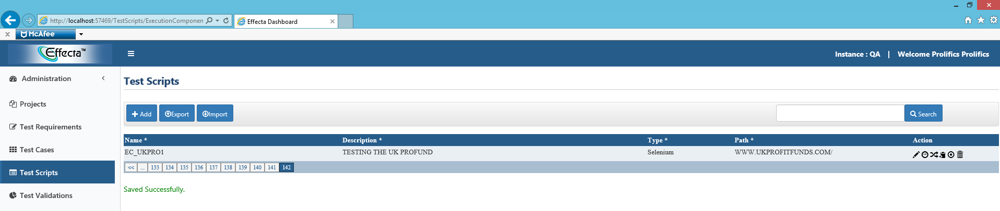 http://localhost:57469/TestScripts/ExecutionComponen
Effecta Dashboard
McAfee
Effecta™
Instance : QA | Welcome Prolifics Prolifics
Administration
Projects
Test Requirements
Test Cases
Test Scripts
Test Validations
Test Scripts
Add Export Import Search
Name * Description * Type * Path * Action
EC_UKPRO1 TESTING THE UK PROFUND Selenium WWW.UKPROFITFUNDS.COM/
<< ... 133 134 135 136 137 138 139 140 141 142
Saved Successfully.